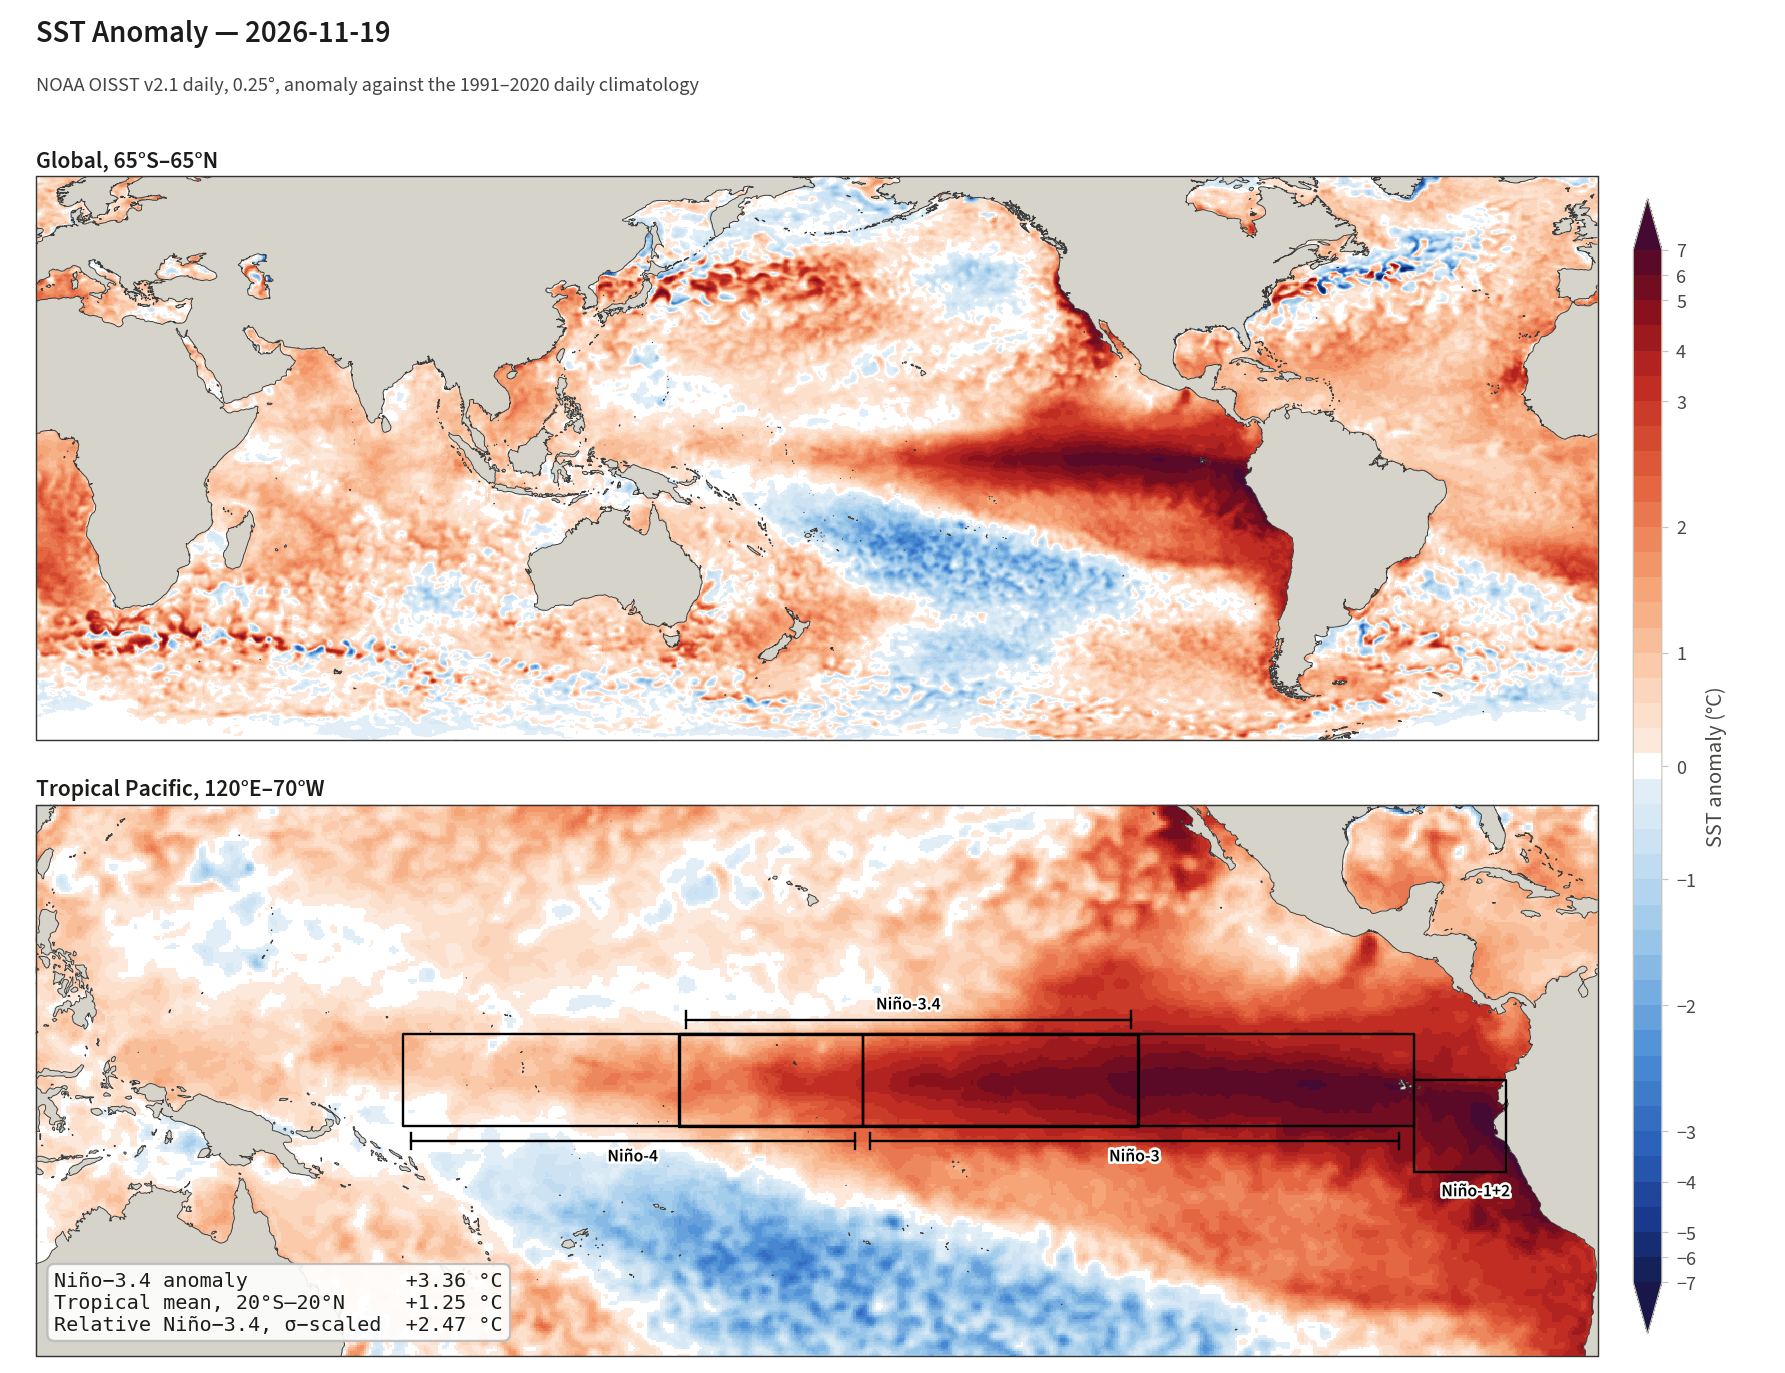 SST Anomaly — 2026-11-19
NOAA OISST v2.1 daily, 0.25°, anomaly against the 1991–2020 daily climatology
Global, 65°S–65°N
7
6
5
4
3
2
1
0
−1
−2
−3
−4
−5
−6
−7
SST anomaly (°C)
Tropical Pacific, 120°E–70°W
Niño-3.4
Niño-4
Niño-3
Niño-1+2
Niño−3.4 anomaly +3.36 °C
Tropical mean, 20°S–20°N +1.25 °C
Relative Niño−3.4, σ−scaled +2.47 °C